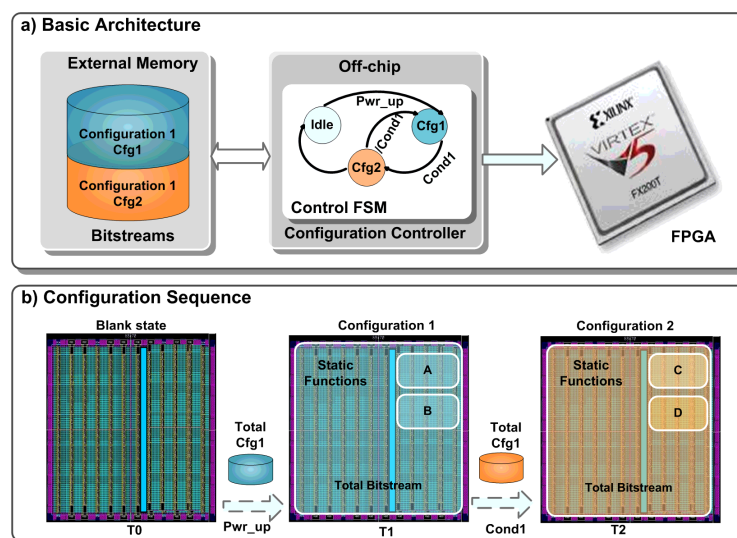 a) Basic Architecture
External Memory
Configuration 1
Cfg1
Configuration 1
Cfg2
Bitstreams
Off-chip
Pwr_up
Idle
Cfg1
/Cond1
Cfg2
Cond1
Control FSM
Configuration Controller
XILINX
VIRTEX
5
FX200T
FPGA
b) Configuration Sequence
Blank state
Configuration 1
Configuration 2
Static
Functions
A
B
Static
Functions
C
D
Total
Cfg1
Total
Cfg1
Total Bitstream
Total Bitstream
T0
Pwr_up
T1
Cond1
T2